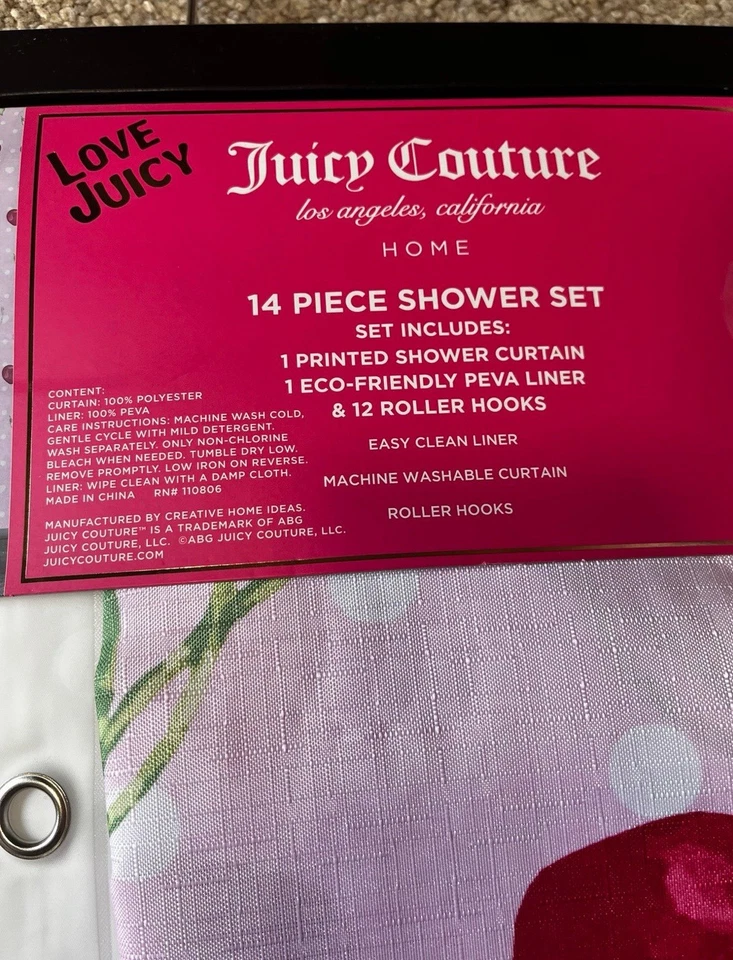 LOVE
JUICY
Juicy Couture
los angeles, california
HOME
14 PIECE SHOWER SET
SET INCLUDES:
1 PRINTED SHOWER CURTAIN
1 ECO-FRIENDLY PEVA LINER
& 12 ROLLER HOOKS
EASY CLEAN LINER
MACHINE WASHABLE CURTAIN
ROLLER HOOKS
CONTENT:
CURTAIN: 100% POLYESTER
LINER: 100% PEVA
CARE INSTRUCTIONS: MACHINE WASH COLD,
GENTLE CYCLE WITH MILD DETERGENT.
WASH SEPARATELY. ONLY NON-CHLORINE
BLEACH WHEN NEEDED. TUMBLE DRY LOW.
REMOVE PROMPTLY. LOW IRON ON REVERSE.
LINER: WIPE CLEAN WITH A DAMP CLOTH.
MADE IN CHINA RN# 110806
MANUFACTURED BY CREATIVE HOME IDEAS.
JUICY COUTURE™ IS A TRADEMARK OF ABG
JUICY COUTURE, LLC. ©ABG JUICY COUTURE, LLC.
JUICYCOUTURE.COM